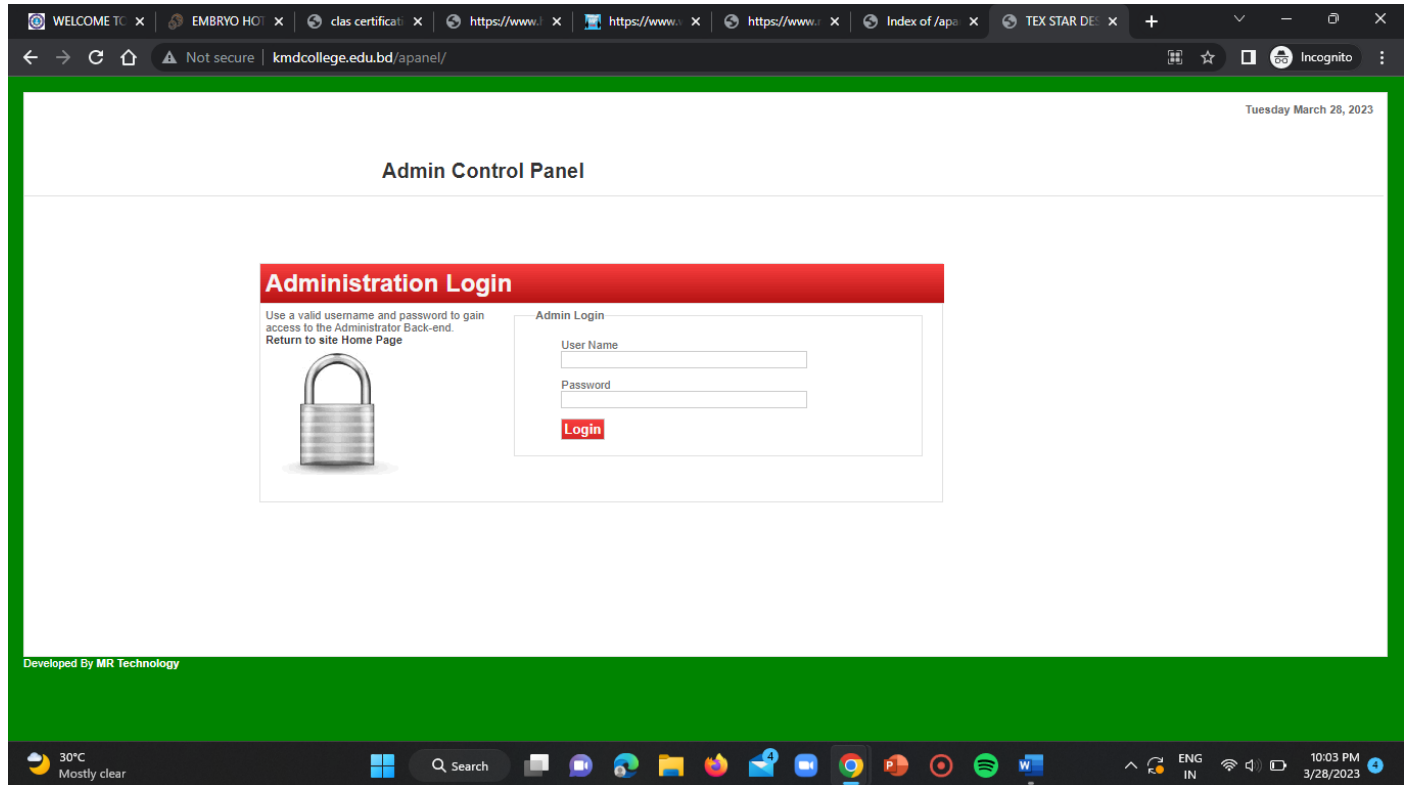 WELCOME TO
EMBRYO HOT
clas certificati
https://www.
https://www.
https://www.
Index of /apa
TEX STAR DES
Not secure | kmdcollege.edu.bd/apanel/
Incognito
Tuesday March 28, 2023
Admin Control Panel
Administration Login
Use a valid username and password to gain
access to the Administrator Back-end.
Return to site Home Page
Admin Login
User Name
Password
Login
Developed By MR Technology
30°C
Mostly clear
Search
4
ENG
IN
10:03 PM
3/28/2023
4